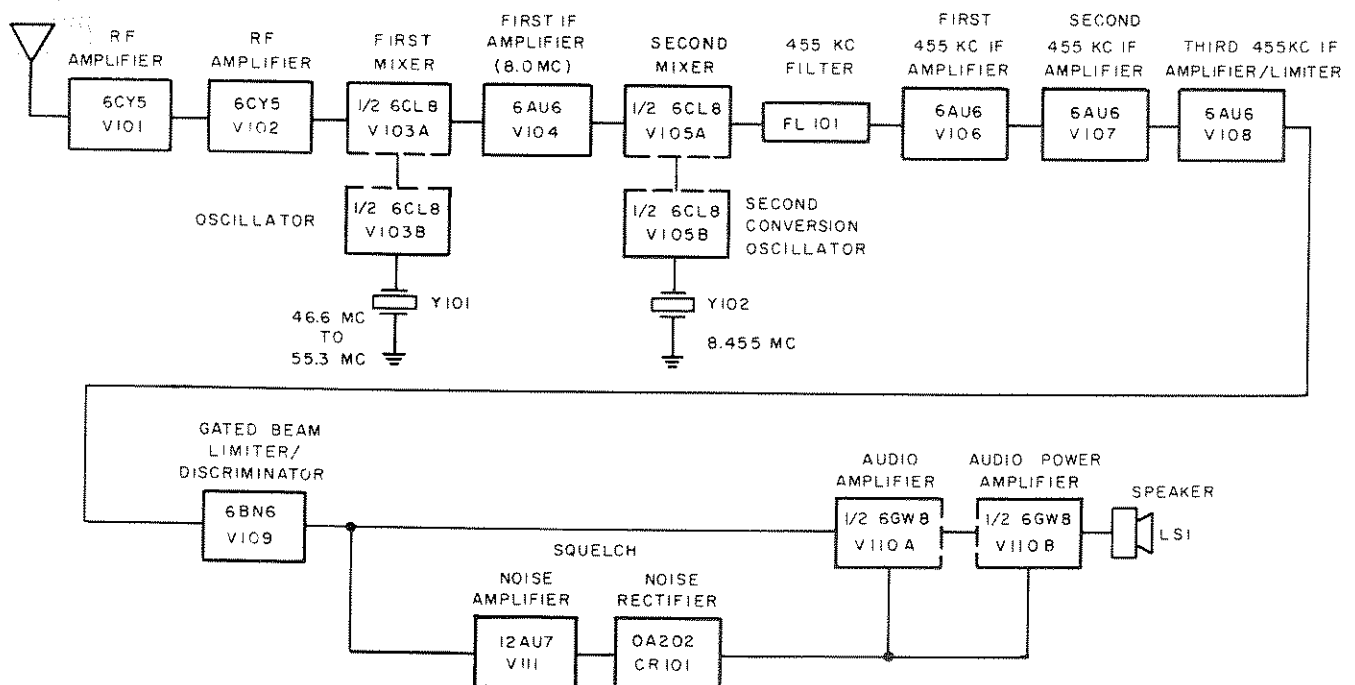 RF
AMPLIFIER
6CY5
V101
RF
AMPLIFIER
6CY5
V102
FIRST
MIXER
1/2 6CL8
V103A
FIRST IF
AMPLIFIER
(8.0 MC)
6AU6
V104
SECOND
MIXER
1/2 6CL8
V105A
455 KC
FILTER
FL101
FIRST
455 KC IF
AMPLIFIER
6AU6
V106
SECOND
455 KC IF
AMPLIFIER
6AU6
V107
THIRD 455KC IF
AMPLIFIER/LIMITER
6AU6
V108
OSCILLATOR
1/2 6CL8
V103B
Y101
46.6 MC
TO
55.3 MC
1/2 6CL8
V105B
SECOND
CONVERSION
OSCILLATOR
Y102
8.455 MC
GATED BEAM
LIMITER/
DISCRIMINATOR
6BN6
V109
AUDIO
AMPLIFIER
1/2 6GW8
V110A
AUDIO POWER
AMPLIFIER
1/2 6GW8
V110B
SPEAKER
LS1
SQUELCH
NOISE
AMPLIFIER
12AU7
V111
NOISE
RECTIFIER
OA202
CR101